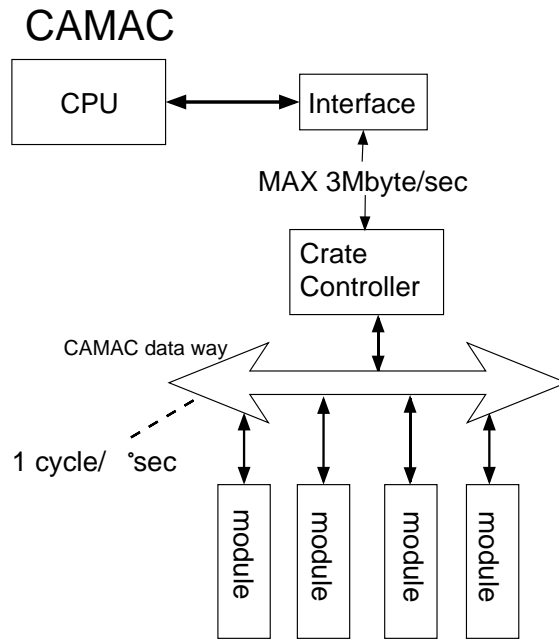 CAMAC
CPU
Interface
MAX 3Mbyte/sec
Crate
Controller
CAMAC data way
1 cycle/ °sec
module
module
module
module